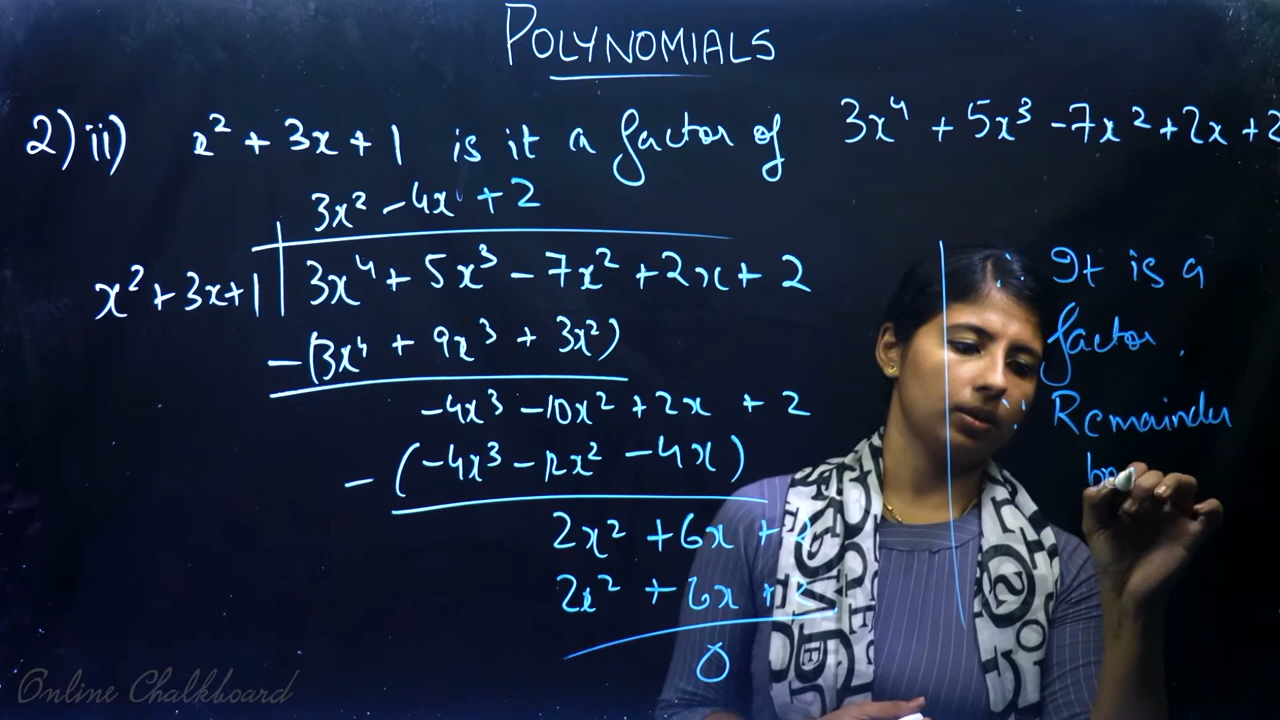 POLYNOMIALS
2) ii) x² + 3x + 1 is it a factor of 3x⁴ + 5x³ - 7x² + 2x + 2
3x² - 4x + 2
x² + 3x + 1 3x⁴ + 5x³ - 7x² + 2x + 2
- (3x⁴ + 9x³ + 3x²)
-4x³ - 10x² + 2x + 2
- (-4x³ - 12x² - 4x)
2x² + 6x + 2
2x² + 6x + 2
0
∴ It is a
factor.
∵ Remainder
Online Chalkboard